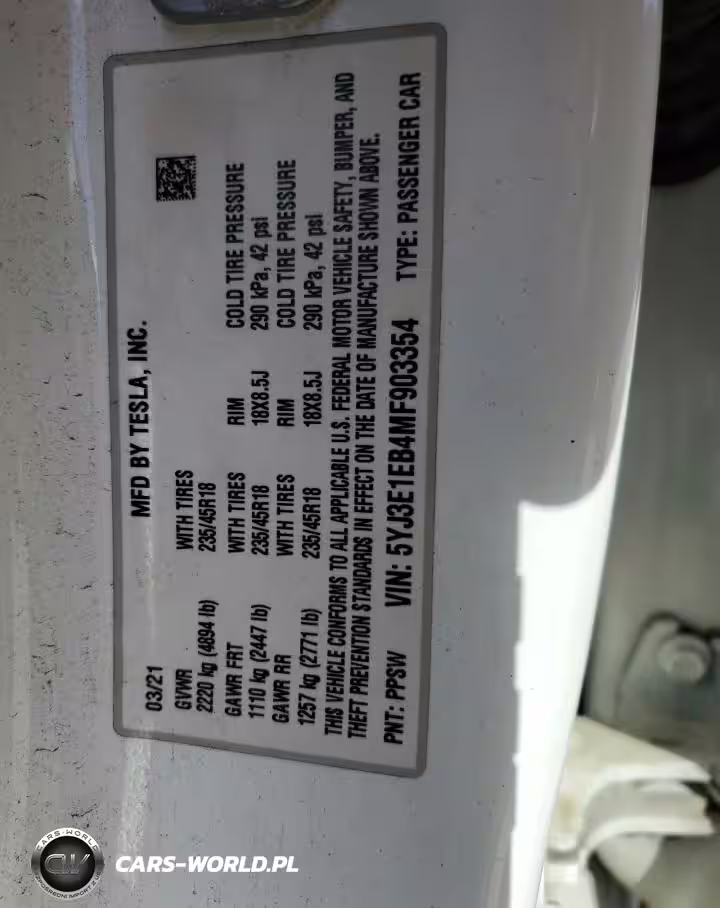 MFD BY TESLA, INC.
03/21
GVWR WITH TIRES
2220 kg (4894 lb) 235/45R18
GAWR FRT WITH TIRES RIM COLD TIRE PRESSURE
1110 kg (2447 lb) 235/45R18 18X8.5J 290 kPa, 42 psi
GAWR RR WITH TIRES RIM COLD TIRE PRESSURE
1257 kg (2771 lb) 235/45R18 18X8.5J 290 kPa, 42 psi
THIS VEHICLE CONFORMS TO ALL APPLICABLE U.S. FEDERAL MOTOR VEHICLE SAFETY, BUMPER, AND
THEFT PREVENTION STANDARDS IN EFFECT ON THE DATE OF MANUFACTURE SHOWN ABOVE.
PNT: PPSW VIN: 5YJ3E1EB4MF903354 TYPE: PASSENGER CAR
CARS-WORLD
CW
CARS-WORLD.PL